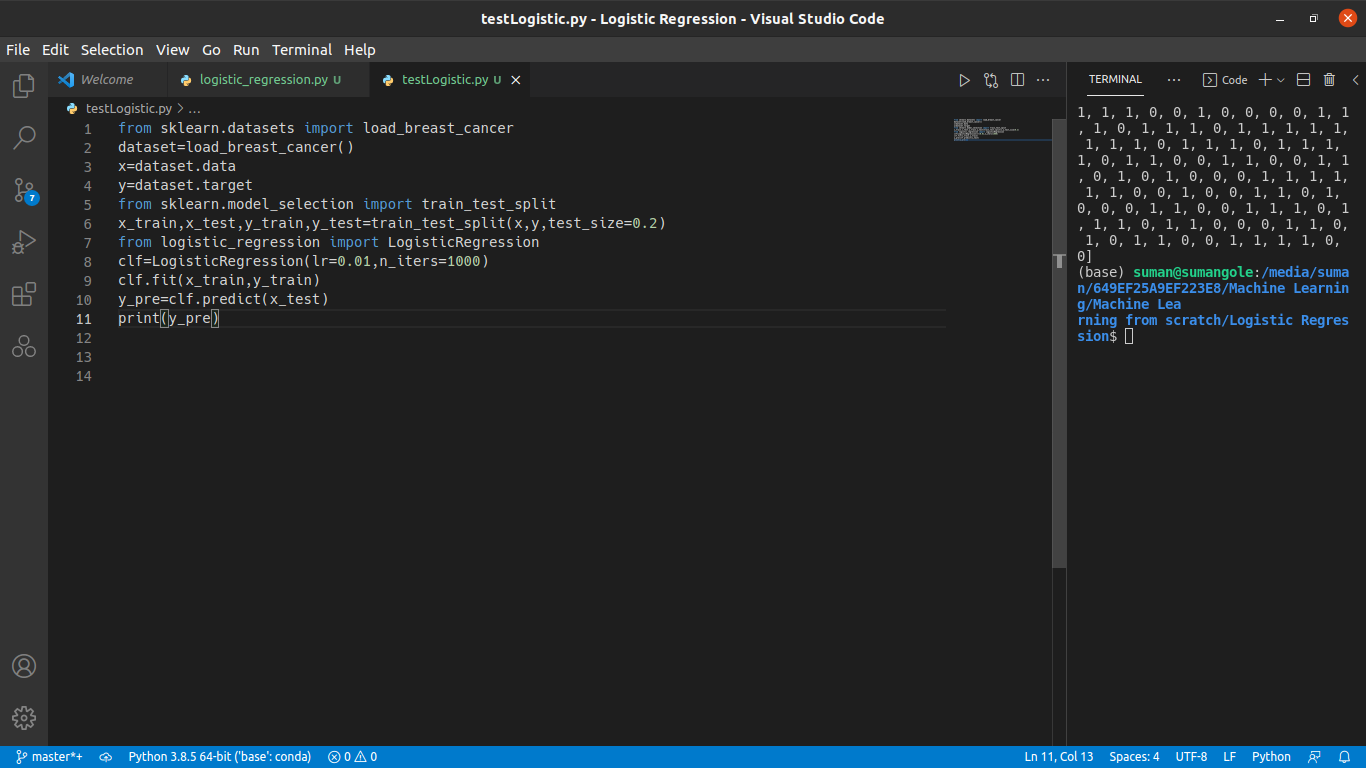 testLogistic.py - Logistic Regression - Visual Studio Code
File Edit Selection View Go Run Terminal Help
Welcome
logistic_regression.py U
testLogistic.py U
testLogistic.py > ...
1 from sklearn.datasets import load_breast_cancer
2 dataset=load_breast_cancer()
3 x=dataset.data
4 y=dataset.target
5 from sklearn.model_selection import train_test_split
6 x_train,x_test,y_train,y_test=train_test_split(x,y,test_size=0.2)
7 from logistic_regression import LogisticRegression
8 clf=LogisticRegression(lr=0.01,n_iters=1000)
9 clf.fit(x_train,y_train)
10 y_pre=clf.predict(x_test)
11 print(y_pre)
12
13
14
TERMINAL ... Code
1, 1, 1, 0, 0, 1, 0, 0, 0, 0, 1, 1
, 1, 0, 1, 1, 1, 0, 1, 1, 1, 1, 1,
 1, 1, 1, 0, 1, 1, 1, 0, 1, 1, 1,
1, 0, 1, 1, 0, 0, 1, 1, 0, 0, 1, 1
, 0, 1, 0, 1, 0, 0, 0, 1, 1, 1, 1,
 1, 1, 0, 0, 1, 0, 0, 1, 1, 0, 1,
0, 0, 0, 1, 1, 0, 0, 1, 1, 1, 0, 1
, 1, 1, 0, 1, 1, 0, 0, 0, 1, 1, 0,
 1, 0, 1, 1, 0, 0, 1, 1, 1, 1, 0,
0]
(base) suman@sumangole:/media/suma
n/649EF25A9EF223E8/Machine Learnin
g/Machine Lea
rning from scratch/Logistic Regres
sion$
7
master*+
Python 3.8.5 64-bit ('base': conda)
0 0
Ln 11, Col 13
Spaces: 4
UTF-8
LF
Python